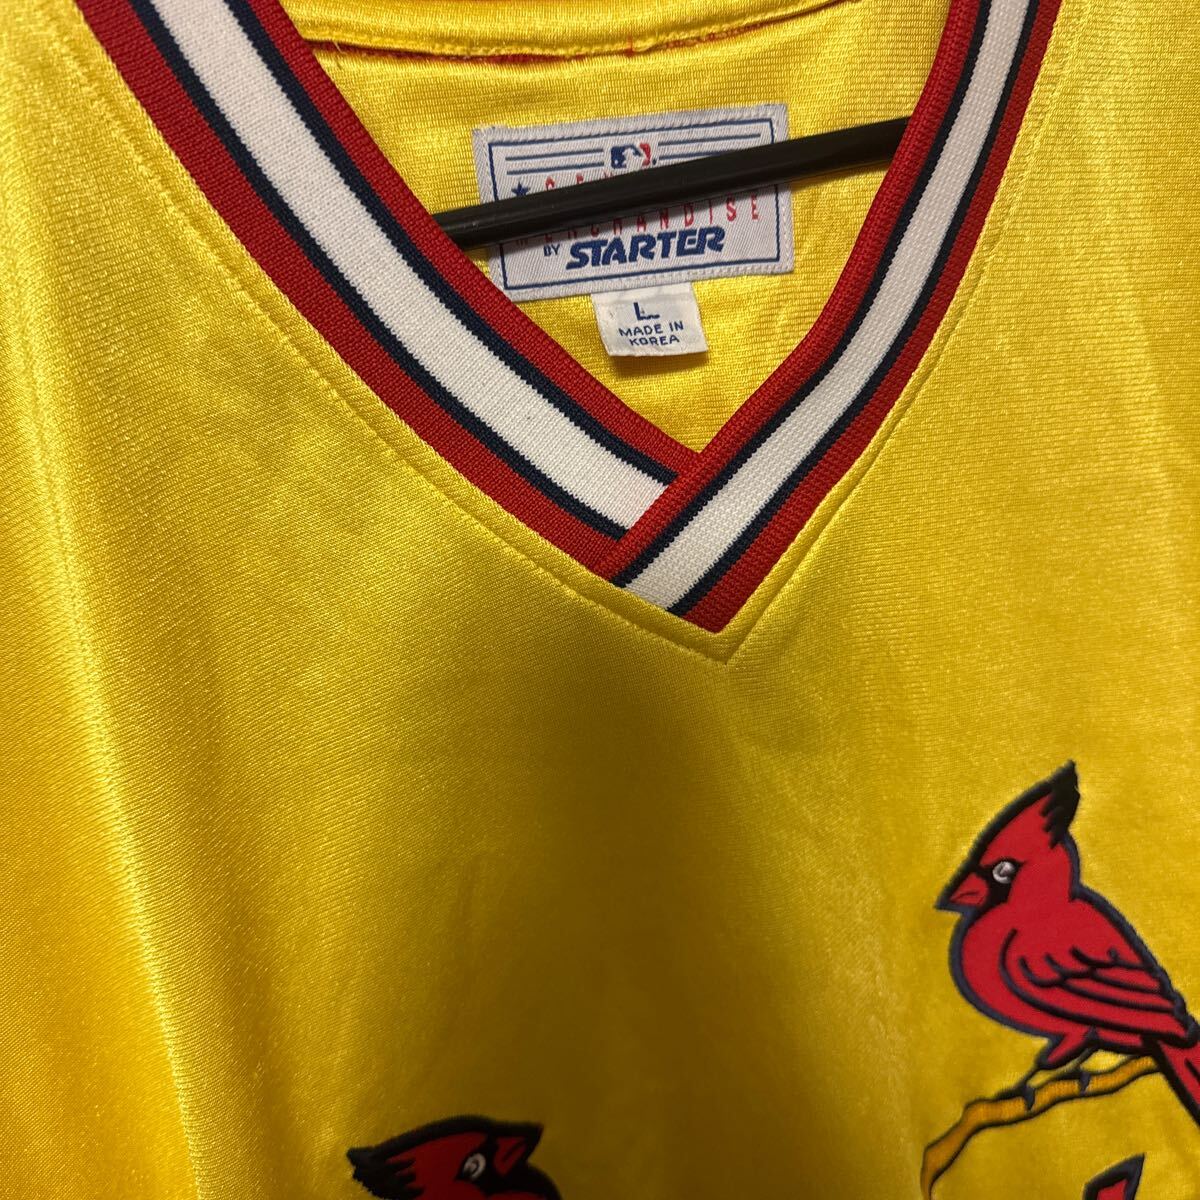 MERCHANDISE
BY STARTER
L
MADE IN
KOREA